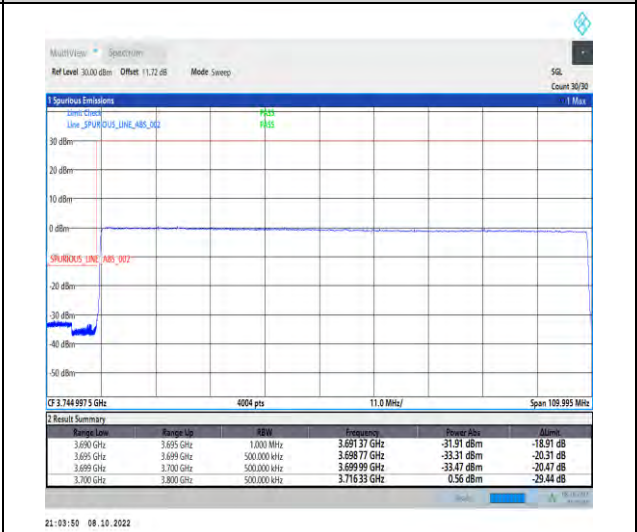 MultiView Spectrum
Ref Level 30.00 dBm Offset 11.72 dB Mode Sweep SGL
Count 30/30
1 Spurious Emissions 1 Max
Limit Check PASS
Line _SPURIOUS_LINE_ABS_002 PASS
30 dBm
20 dBm
10 dBm
0 dBm
SPURIOUS_LINE_ABS_002
-20 dBm
-30 dBm
-40 dBm
-50 dBm
CF 3.744 997 5 GHz 4004 pts 11.0 MHz/ Span 109.995 MHz
2 Result Summary
Range Low Range Up RBW Frequency Power Abs ΔLimit
3.690 GHz 3.695 GHz 1.000 MHz 3.691 37 GHz -31.91 dBm -18.91 dB
3.695 GHz 3.699 GHz 500.000 kHz 3.698 77 GHz -33.31 dBm -20.31 dB
3.699 GHz 3.700 GHz 500.000 kHz 3.699 99 GHz -33.47 dBm -20.47 dB
3.700 GHz 3.800 GHz 500.000 kHz 3.716 33 GHz 0.56 dBm -29.44 dB
21:03:50 08.10.2022